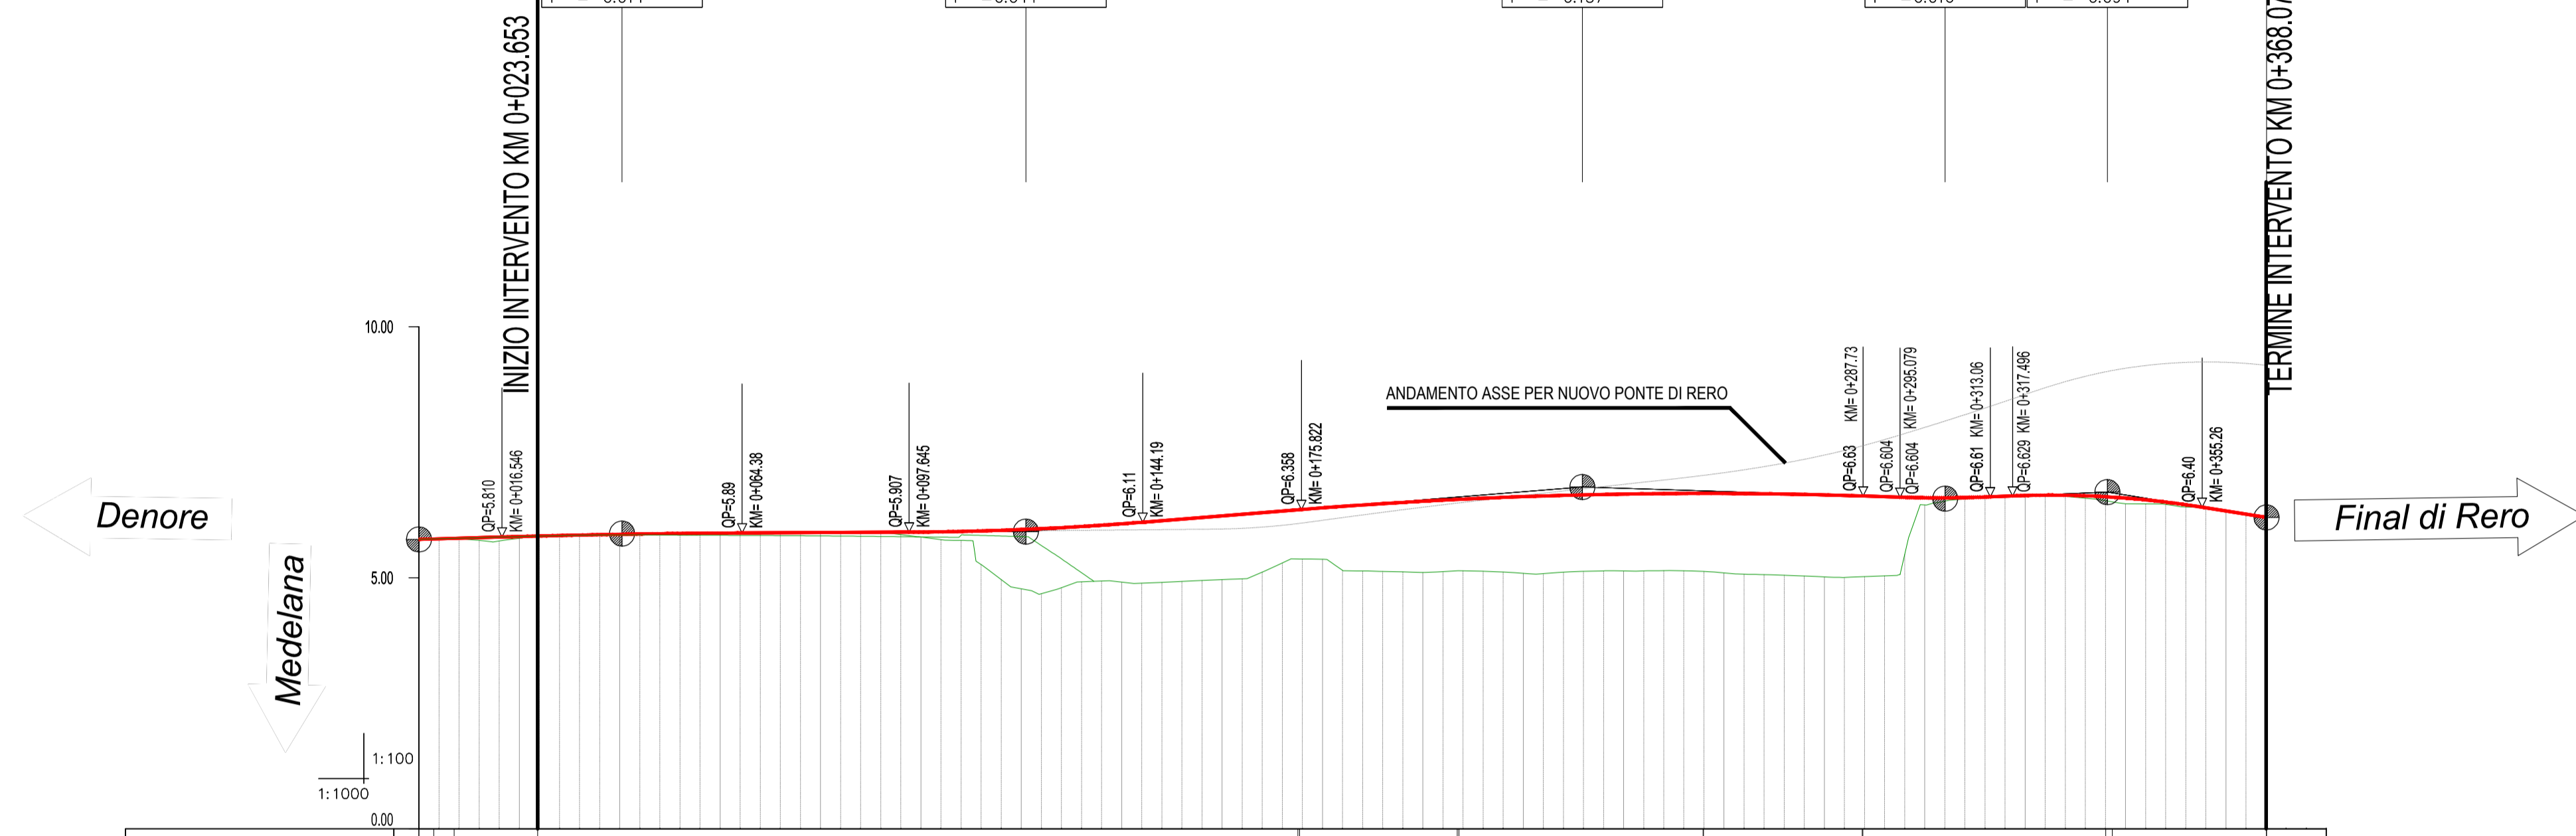 INIZIO INTERVENTO KM 0+023.653
TERMINE INTERVENTO KM 0+368.07
10.00
5.00
0.00
QP=5.810
KM= 0+016.546
QP=5.89
KM= 0+064.38
QP=5.907
KM= 0+097.645
QP=6.11
KM= 0+144.19
QP=6.358
KM= 0+175.822
ANDAMENTO ASSE PER NUOVO PONTE DI RERO
QP=6.63 KM= 0+287.73
QP=6.604
QP=6.604 KM= 0+295.079
QP=6.61 KM= 0+313.06
QP=6.629 KM= 0+317.496
QP=6.40
KM= 0+355.26
Denore
Medelana
Final di Rero
1:100
1:1000